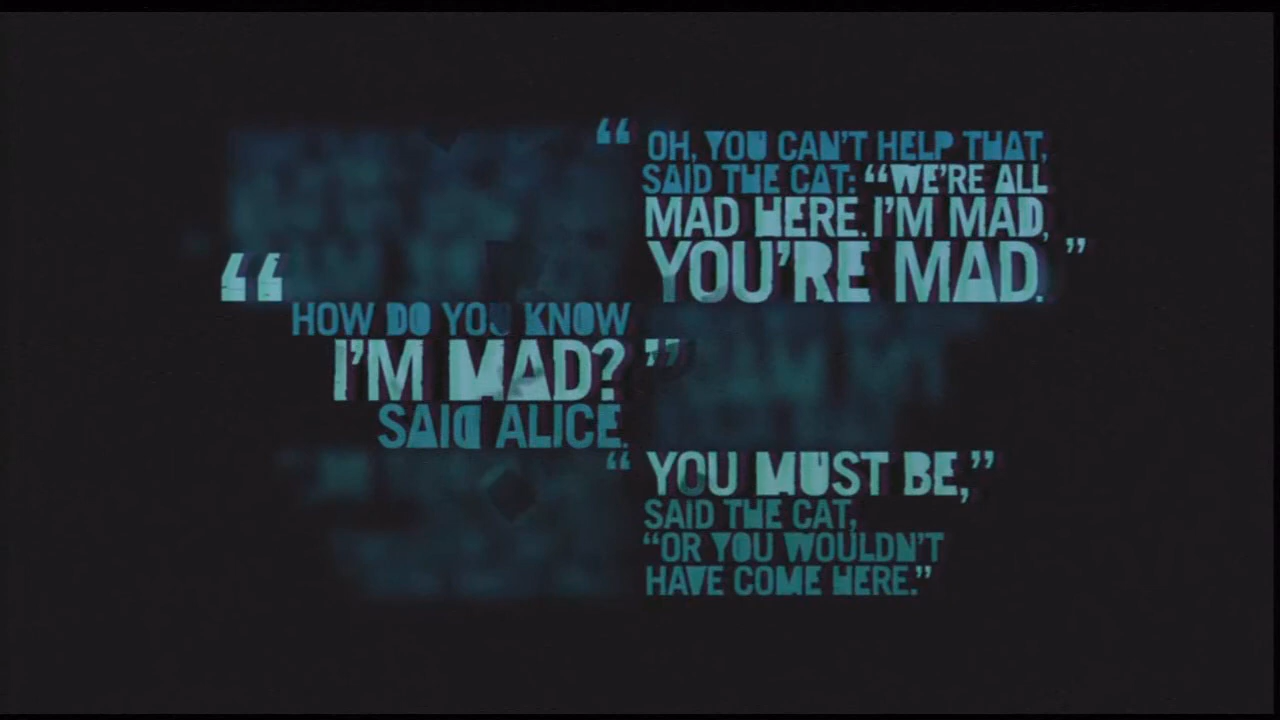 “ OH, YOU CAN’T HELP THAT,
SAID THE CAT: “WE’RE ALL
MAD HERE. I’M MAD,
YOU’RE MAD. ”
“ HOW DO YOU KNOW
I’M MAD? ”
SAID ALICE.
“ YOU MUST BE,”
SAID THE CAT,
“OR YOU WOULDN’T
HAVE COME HERE.”